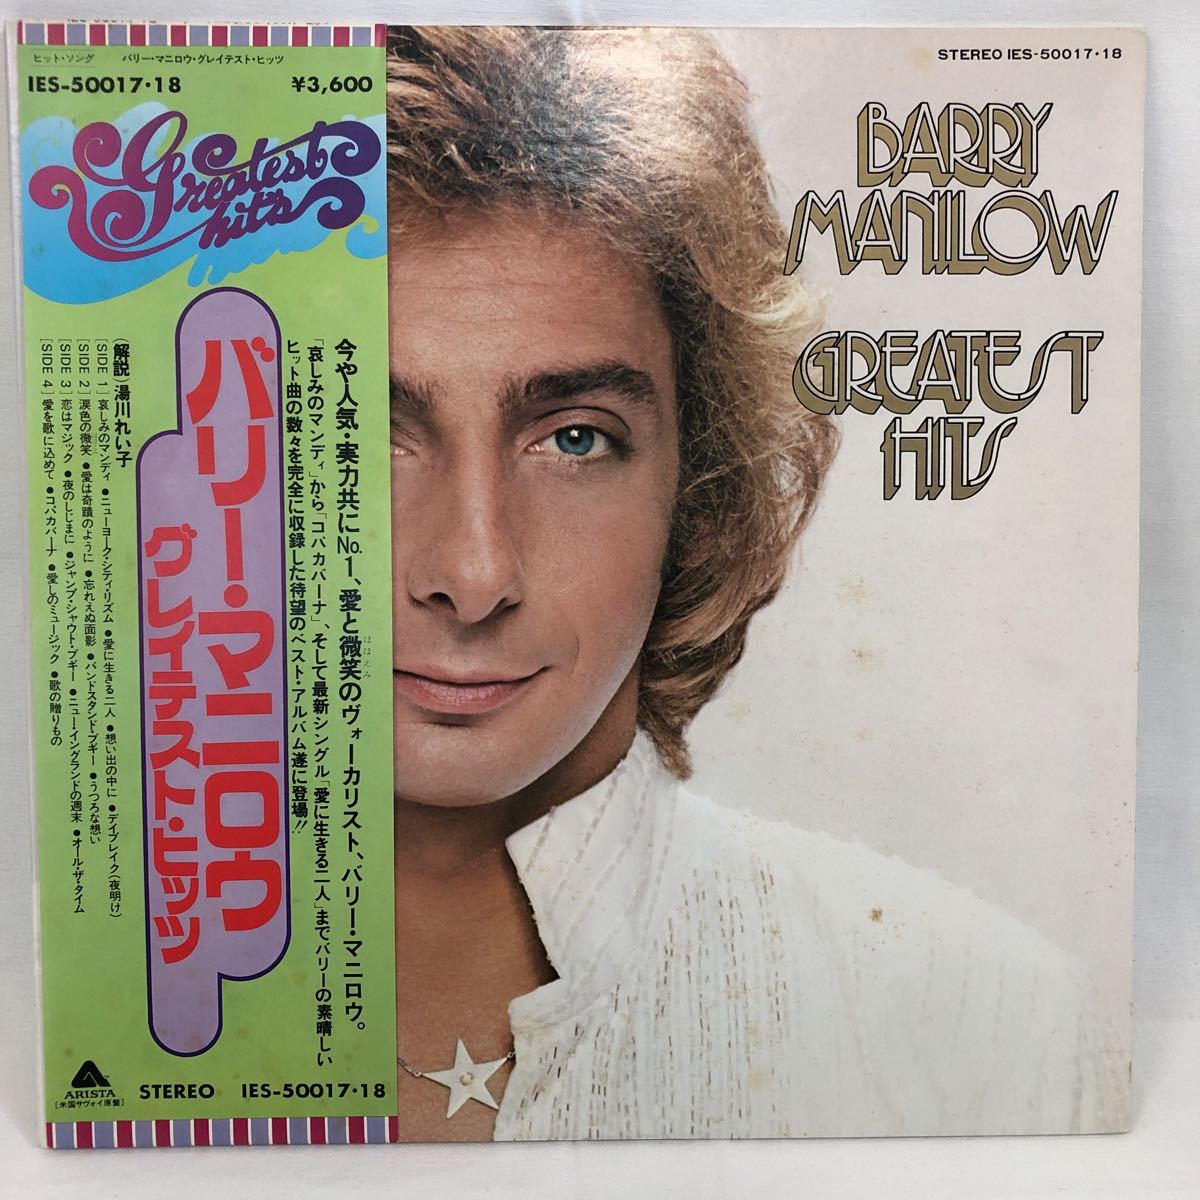 ヒット・ソング
バリー・マニロウ・グレイテスト・ヒッツ
IES-50017・18
¥3,600
Greatest
hits
今や人気・実力共にNo.1、愛と微笑のヴォーカリスト、バリー・マニロウ。
ほほえみ
「哀しみのマンディ」から「コパカバーナ」、そして最新シングル「愛に生きる二人」までバリーの素晴しい
ヒット曲の数々を完全に収録した待望のベスト・アルバム遂に登場!!
バリー・マニロウ
グレイテスト・ヒッツ
(解説)湯川れい子
[SIDE 1]哀しみのマンディ ●ニューヨーク・シティ・リズム ●愛に生きる二人 ●想い出の中に ●デイブレイク(夜明け)
[SIDE 2]涙色の微笑 ●愛は奇蹟のように ●忘れえぬ面影 ●バンドスタンド・ブギー ●うつろな想い
[SIDE 3]恋はマジック ●夜のしじまに ●ジャンプ・シャウト・ブギー ●ニュー・イングランドの週末 ●オール・ザ・タイム
[SIDE 4]愛を歌に込めて ●コパカバーナ ●愛しのミュージック ●歌の贈りもの
ARISTA
[米国サヴォイ原盤]
STEREO IES-50017・18
STEREO IES-50017・18
BARRY
MANILOW
GREATEST
HITS